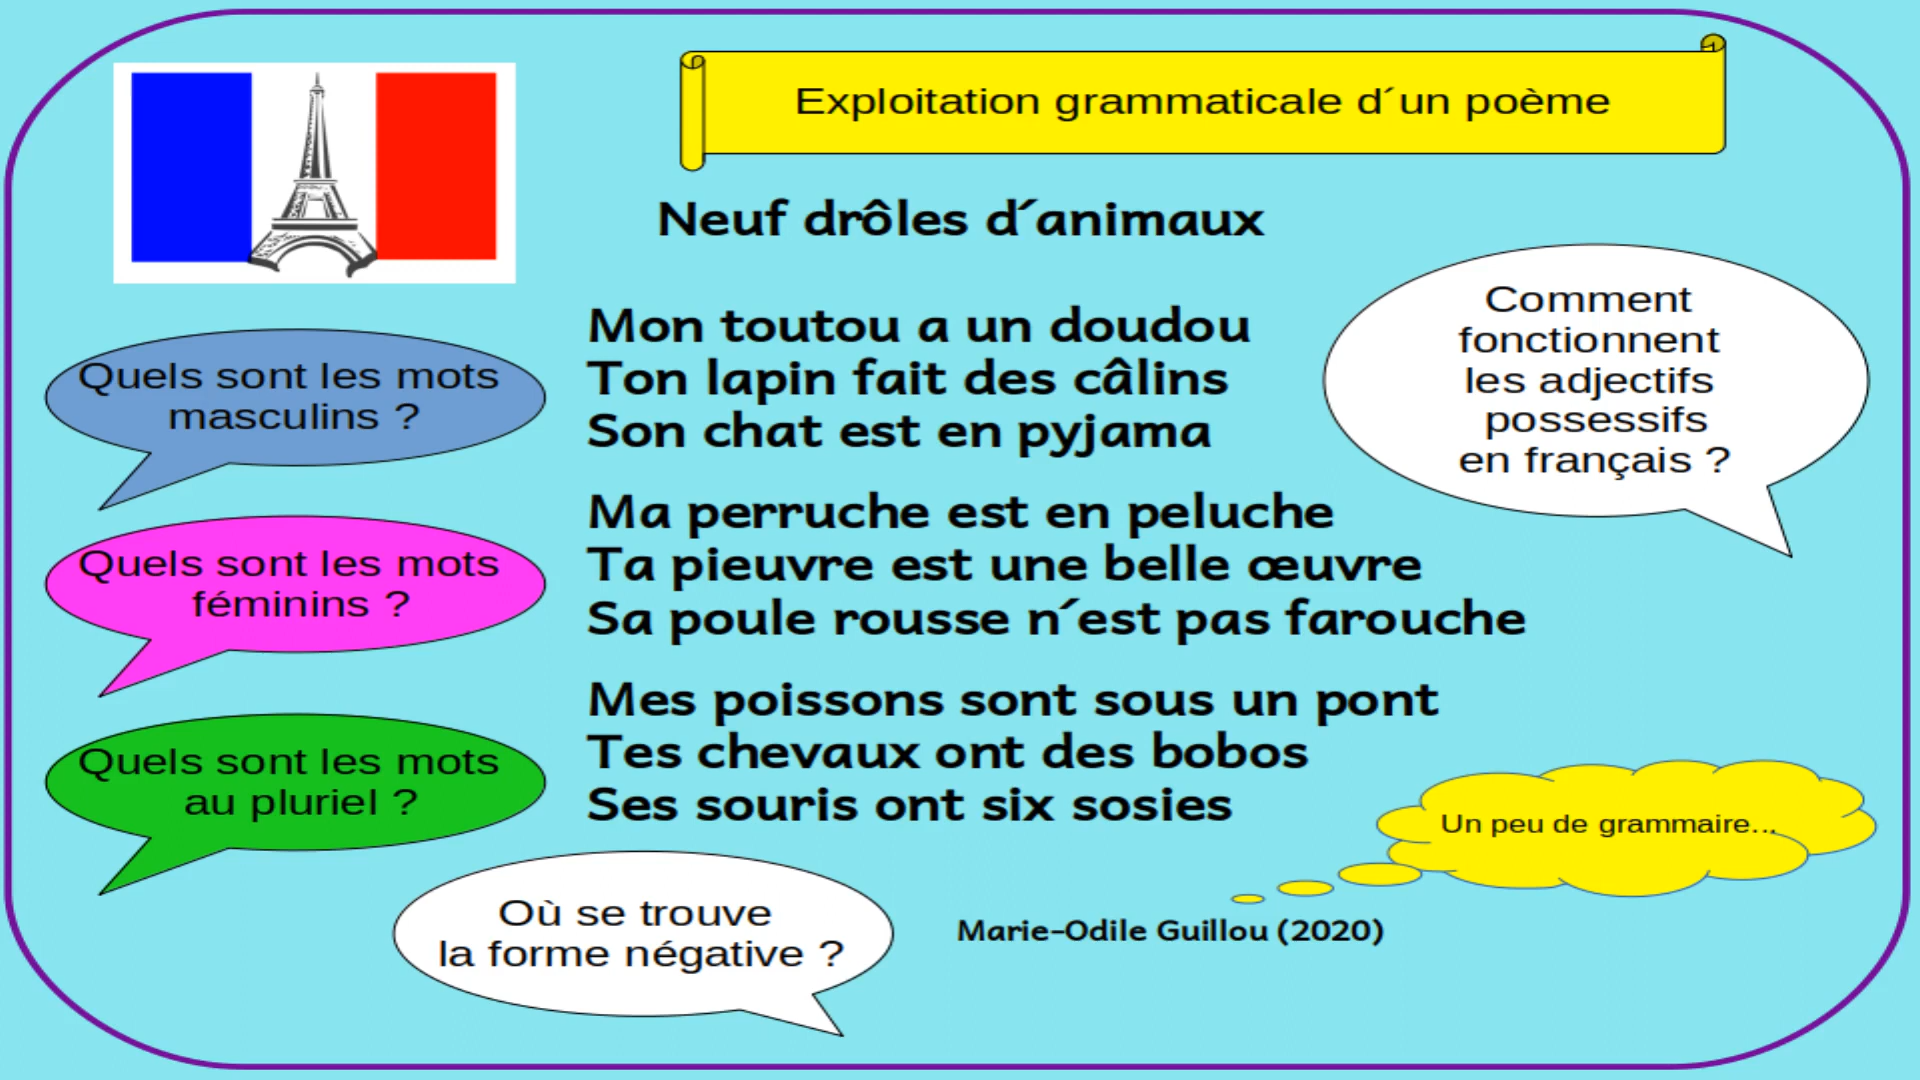 Exploitation grammaticale d´un poème
Neuf drôles d´animaux
Quels sont les mots
masculins ?
Quels sont les mots
féminins ?
Quels sont les mots
au pluriel ?
Mon toutou a un doudou
Ton lapin fait des câlins
Son chat est en pyjama
Ma perruche est en peluche
Ta pieuvre est une belle œuvre
Sa poule rousse n´est pas farouche
Mes poissons sont sous un pont
Tes chevaux ont des bobos
Ses souris ont six sosies
Comment
fonctionnent
les adjectifs
possessifs
en français ?
Un peu de grammaire...
Où se trouve
la forme négative ?
Marie-Odile Guillou (2020)